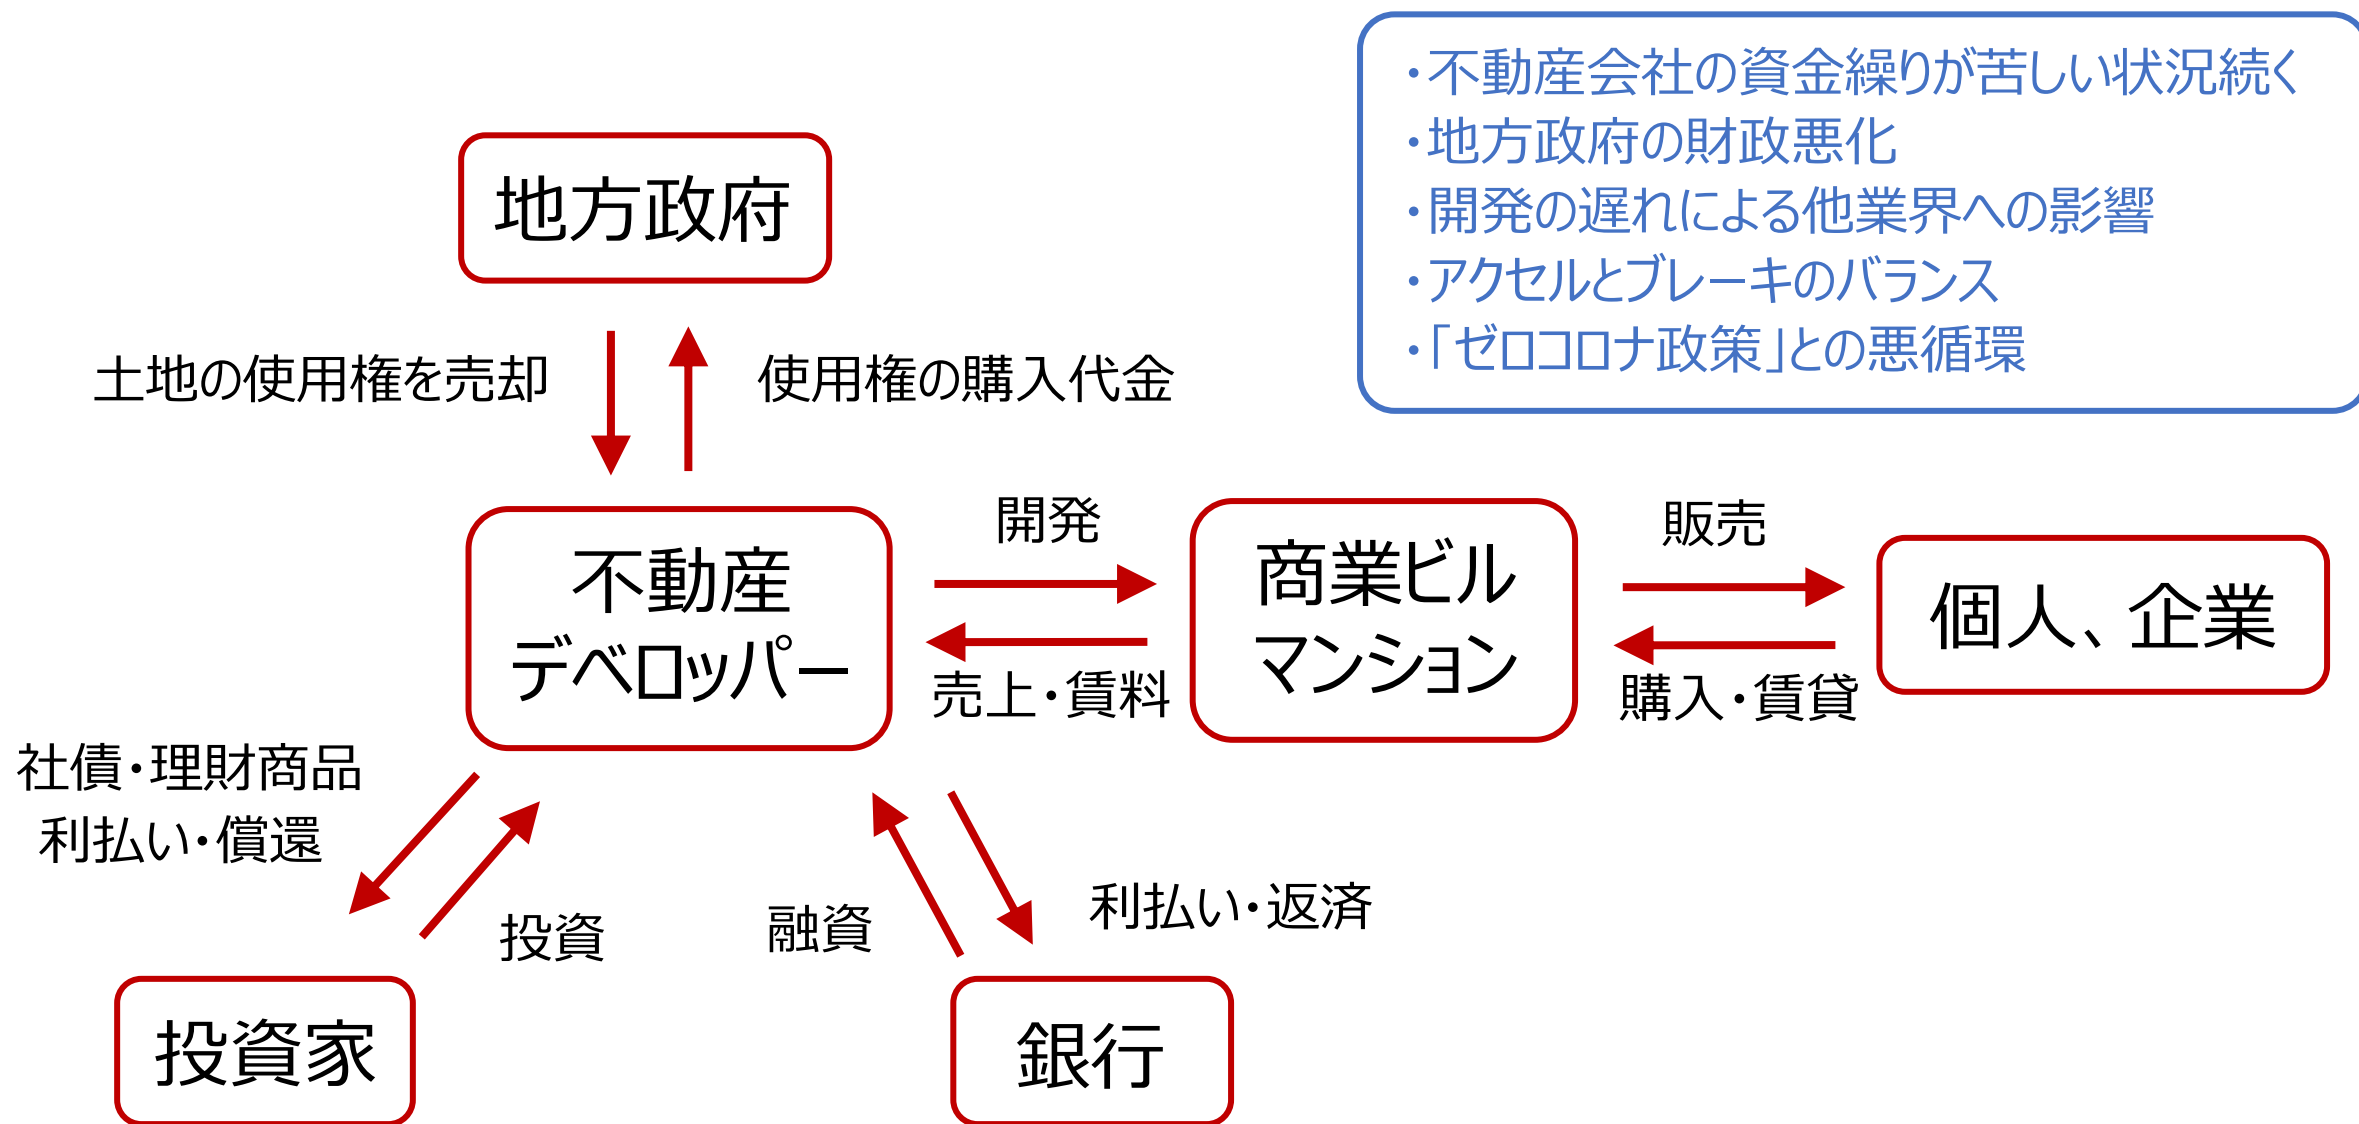 ・不動産会社の資金繰りが苦しい状況続く
・地方政府の財政悪化
・開発の遅れによる他業界への影響
・アクセルとブレーキのバランス
・「ゼロコロナ政策」との悪循環
地方政府
土地の使用権を売却
使用権の購入代金
不動産
デベロッパー
開発
売上・賃料
商業ビル
マンション
販売
購入・賃貸
個人、企業
社債・理財商品
利払い・償還
投資
融資
利払い・返済
投資家
銀行